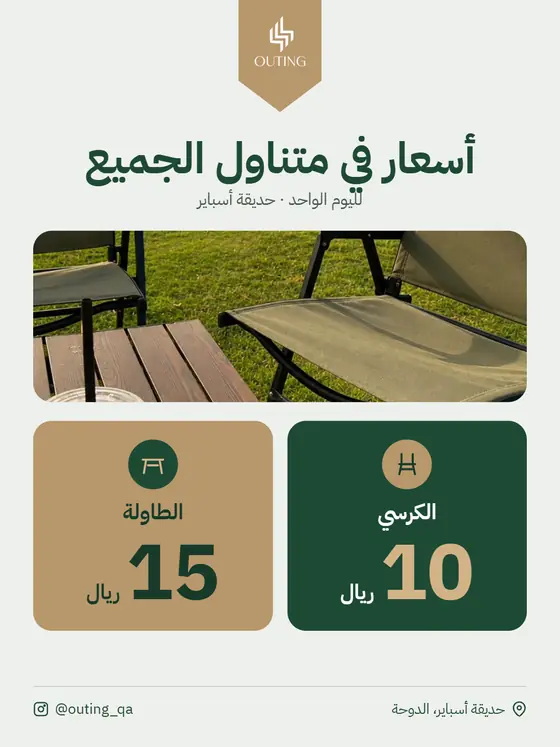 OUTING
أسعار في متناول الجميع
لليوم الواحد · حديقة أسباير
الكرسي
10 ريال
الطاولة
15 ريال
حديقة أسباير، الدوحة
@outing_qa